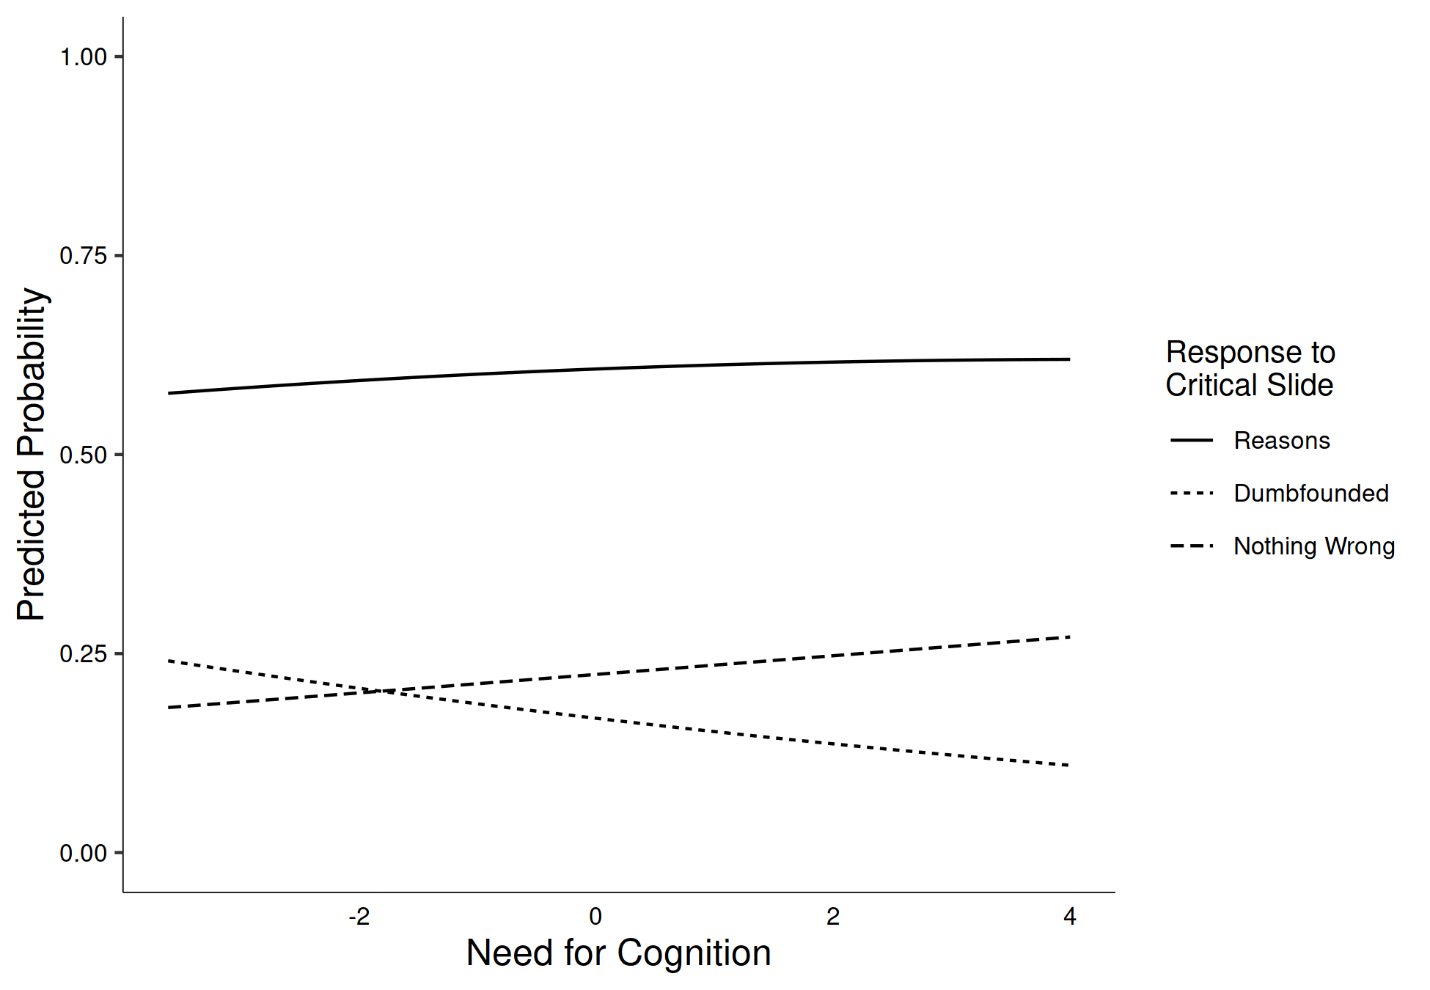 1.00
0.75
0.50
0.25
0.00
Predicted Probability
-2 0 2 4
Need for Cognition
Response to
Critical Slide
Reasons
Dumbfounded
Nothing Wrong